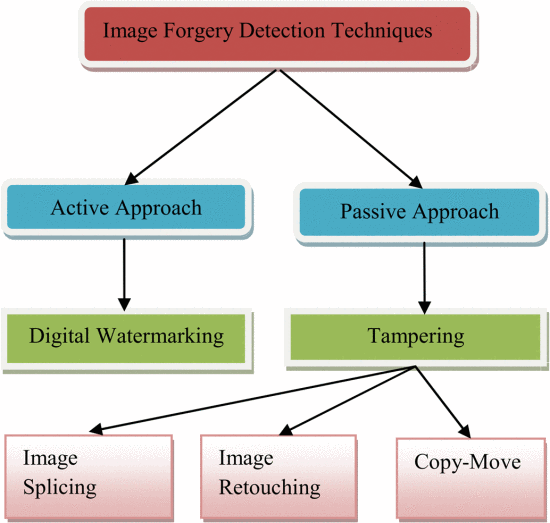 Image Forgery Detection Techniques
Active Approach
Passive Approach
Digital Watermarking
Tampering
Image
Splicing
Image
Retouching
Copy-Move